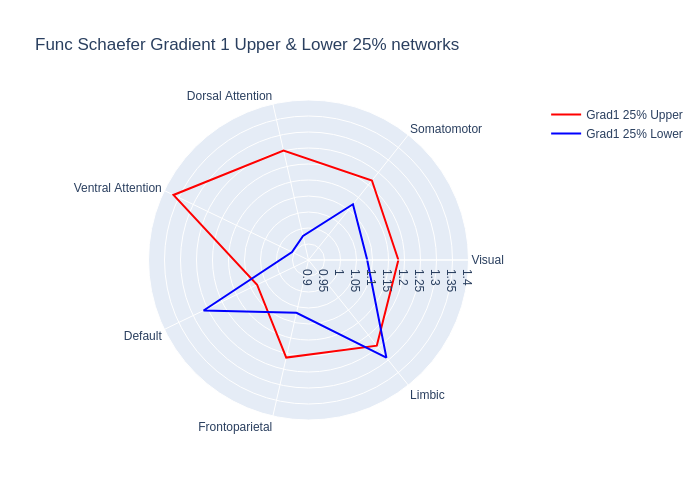 Func Schaefer Gradient 1 Upper & Lower 25% networks
Dorsal Attention
Somatomotor
Grad1 25% Upper
Grad1 25% Lower
Ventral Attention
Visual
0.9
0.95
1
1.05
1.1
1.15
1.2
1.25
1.3
1.35
1.4
Default
Limbic
Frontoparietal